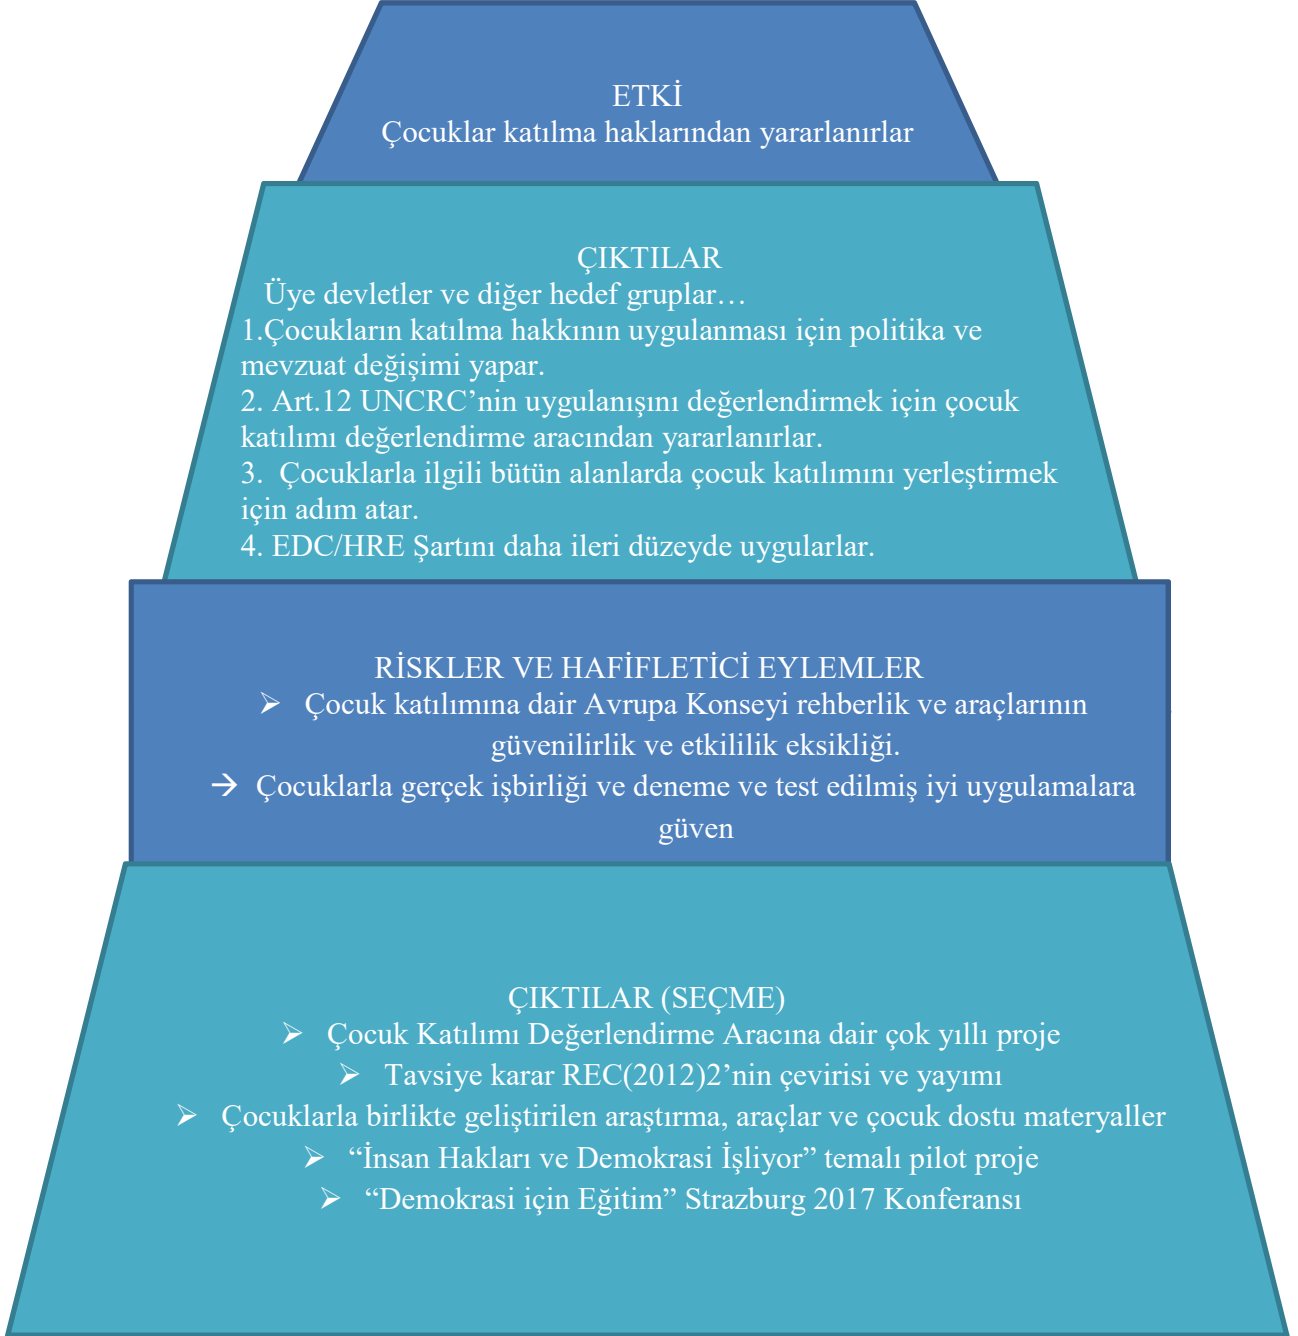 ETKİ
Çocuklar katılma haklarından yararlanırlar
ÇIKTILAR
Üye devletler ve diğer hedef gruplar…
1.Çocukların katılma hakkının uygulanması için politika ve
mevzuat değişimi yapar.
2. Art.12 UNCRC’nin uygulanışını değerlendirmek için çocuk
katılımı değerlendirme aracından yararlanırlar.
3. Çocuklarla ilgili bütün alanlarda çocuk katılımını yerleştirmek
için adım atar.
4. EDC/HRE Şartını daha ileri düzeyde uygularlar.
RİSKLER VE HAFİFLETİCİ EYLEMLER
➢ Çocuk katılımına dair Avrupa Konseyi rehberlik ve araçlarının
güvenilirlik ve etkililik eksikliği.
→ Çocuklarla gerçek işbirliği ve deneme ve test edilmiş iyi uygulamalara
güven
ÇIKTILAR (SEÇME)
➢ Çocuk Katılımı Değerlendirme Aracına dair çok yıllı proje
➢ Tavsiye karar REC(2012)2’nin çevirisi ve yayımı
➢ Çocuklarla birlikte geliştirilen araştırma, araçlar ve çocuk dostu materyaller
➢ “İnsan Hakları ve Demokrasi İşliyor” temalı pilot proje
➢ “Demokrasi için Eğitim” Strazburg 2017 Konferansı